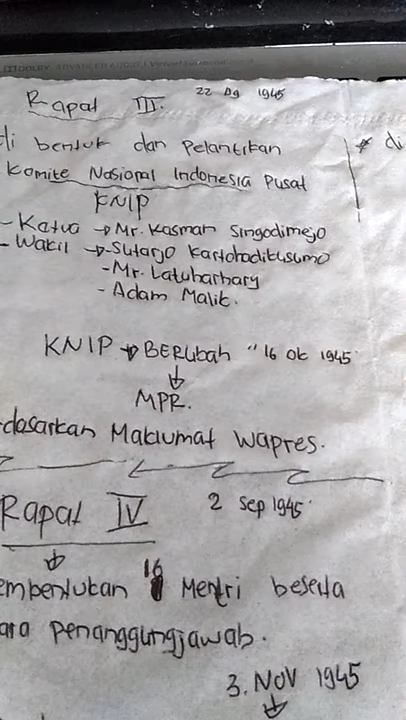 Rapat III. 22 Ag 1945
di bentuk dan Pelantikan * di
Komite Nasional Indonesia Pusat
KNIP
- Ketua → Mr. Kasman Singodimejo
- Wakil → Sutarjo Kartohadikusumo
- Mr. Latuharhary
- Adam Malik.
KNIP → BERUbah "16 Ok 1945
MPR.
dasarkan Maklumat Wapres.
Rapat IV 2 Sep 1945
embentukan 16 Mentri beserta
ara penanggungjawab.
3. NOV 1945